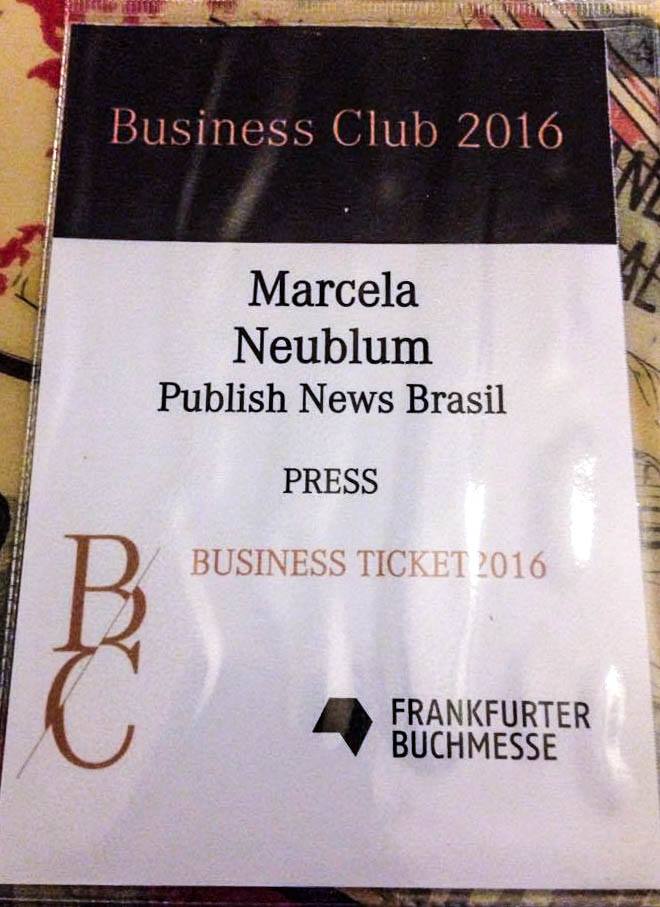 Business Club 2016
Marcela
Neublum
Publish News Brasil
PRESS
BUSINESS TICKET 2016
BC
FRANKFURTER
BUCHMESSE